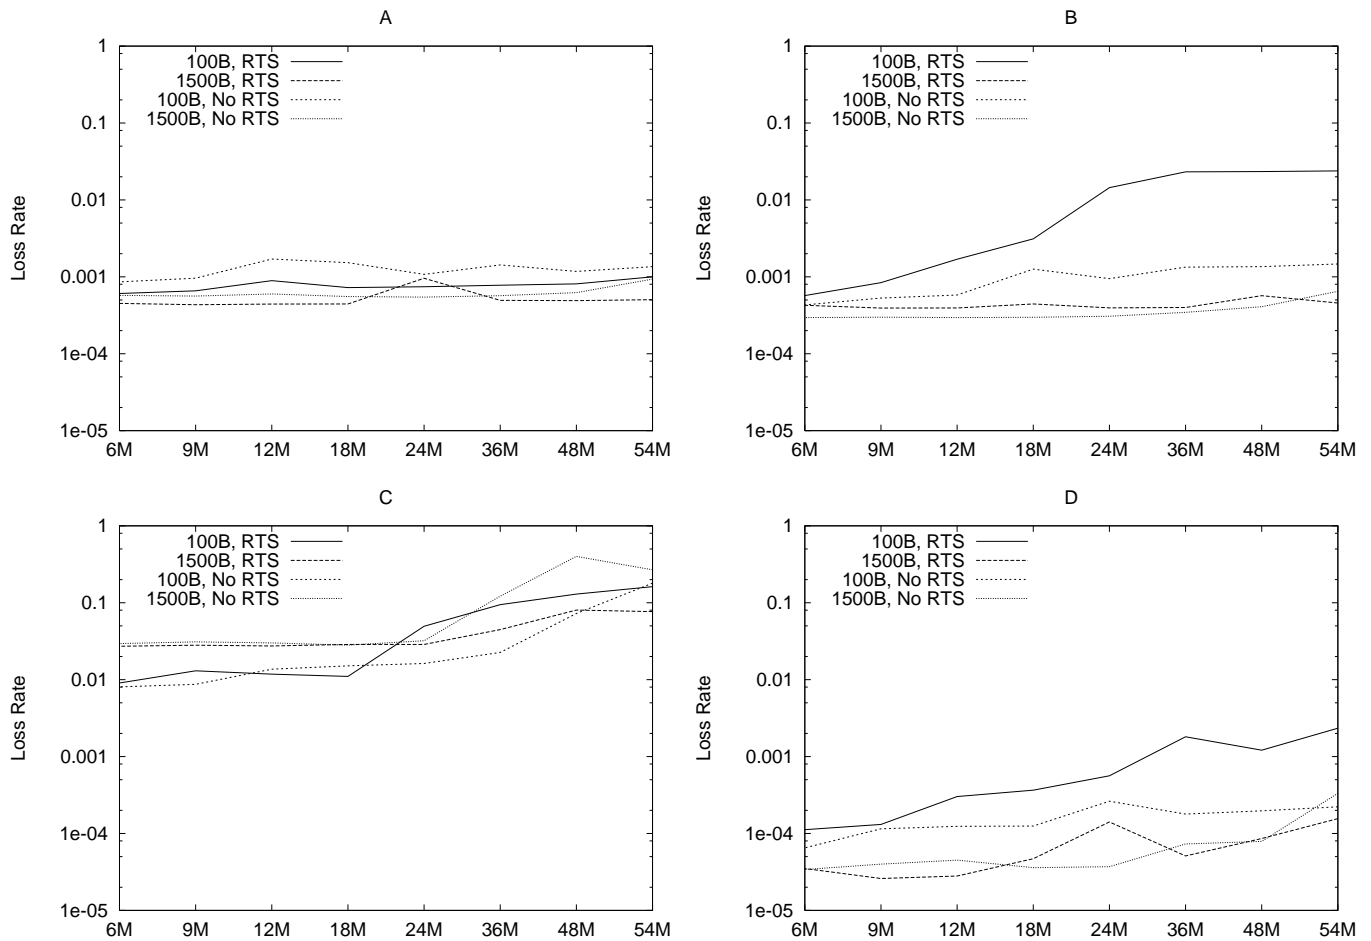 A
Loss Rate
1
0.1
0.01
0.001
1e-04
1e-05
6M 9M 12M 18M 24M 36M 48M 54M
100B, RTS
1500B, RTS
100B, No RTS
1500B, No RTS
B
Loss Rate
1
0.1
0.01
0.001
1e-04
1e-05
6M 9M 12M 18M 24M 36M 48M 54M
100B, RTS
1500B, RTS
100B, No RTS
1500B, No RTS
C
Loss Rate
1
0.1
0.01
0.001
1e-04
1e-05
6M 9M 12M 18M 24M 36M 48M 54M
100B, RTS
1500B, RTS
100B, No RTS
1500B, No RTS
D
Loss Rate
1
0.1
0.01
0.001
1e-04
1e-05
6M 9M 12M 18M 24M 36M 48M 54M
100B, RTS
1500B, RTS
100B, No RTS
1500B, No RTS